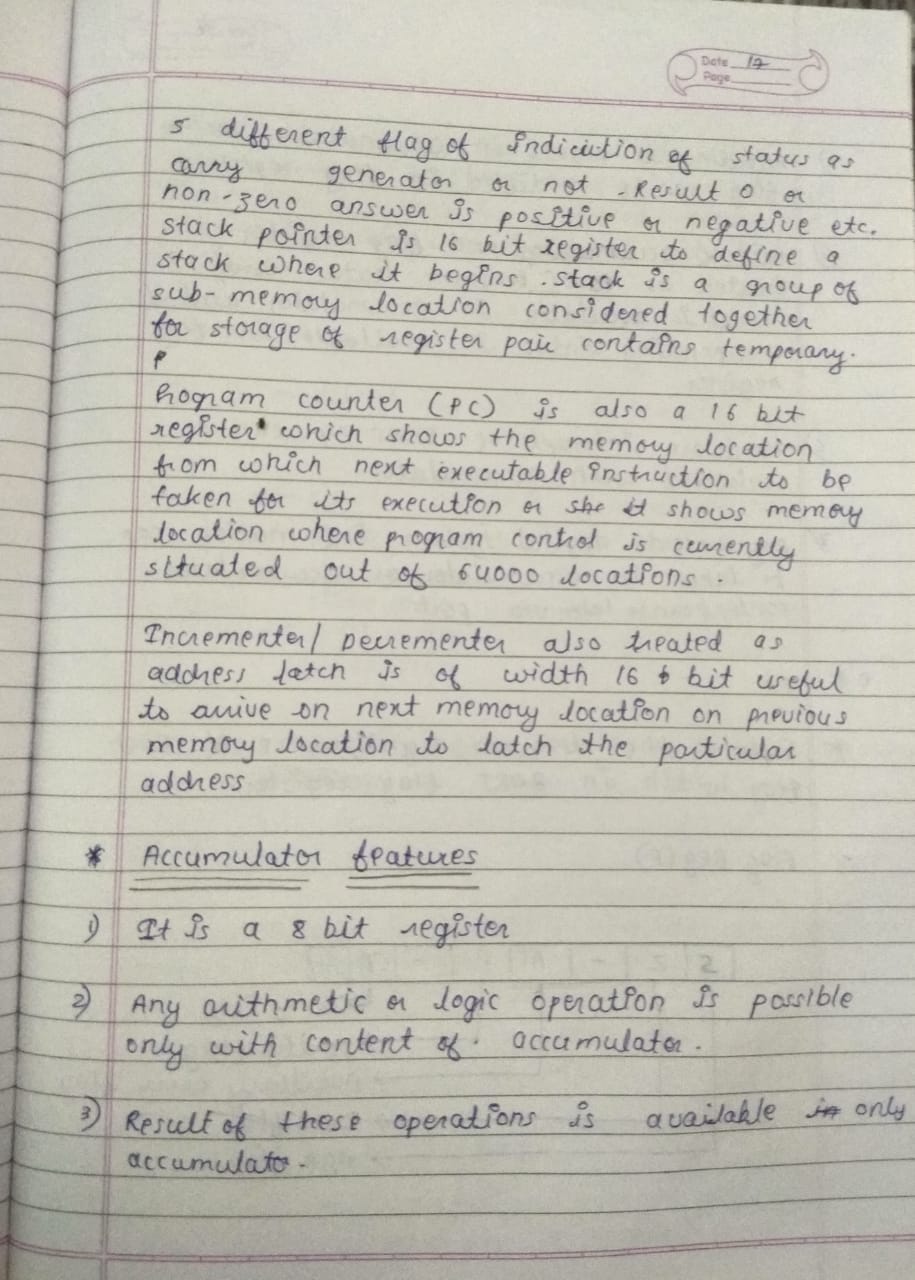 Date 17
Page
5 different flag of indiciution of status as
carry generator or not . Result 0 or
non-zero answer is positive or negative etc.
stack pointer is 16 bit register to define a
stack where it begins . stack is a group of
sub-memory location considered together
for storage of register pair contains temporary.
P
Program counter (PC) is also a 16 bit
register which shows the memory location
from which next executable instruction to be
taken for its execution or she it shows memory
location where program control is currently
situated out of 64000 locations .
Incrementer/ Decrementer also treated as
address latch is of width 16 bit useful
to arrive on next memory location on previous
memory location to latch the particular
address
* Accumulator features
1) It is a 8 bit register
2) Any arithmetic or logic operation is possible
only with content of . accumulator .
3) Result of these operations is available in only
accumulator .